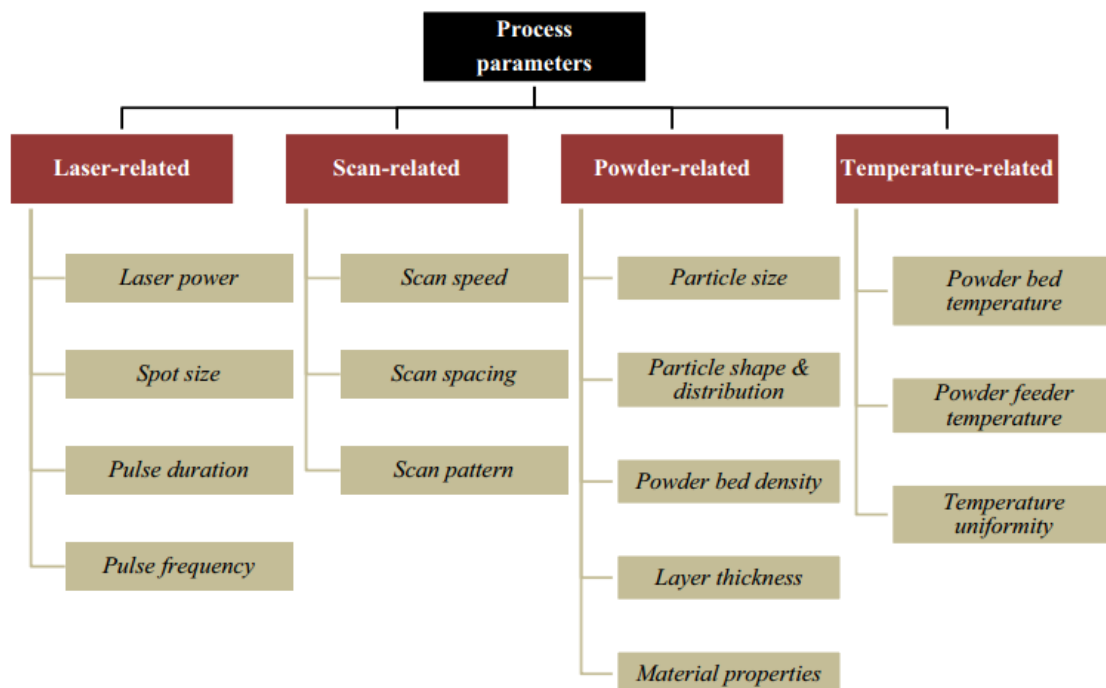 Process
parameters
Laser-related
Scan-related
Powder-related
Temperature-related
Laser power
Spot size
Pulse duration
Pulse frequency
Scan speed
Scan spacing
Scan pattern
Particle size
Particle shape &
distribution
Powder bed density
Layer thickness
Material properties
Powder bed
temperature
Powder feeder
temperature
Temperature
uniformity